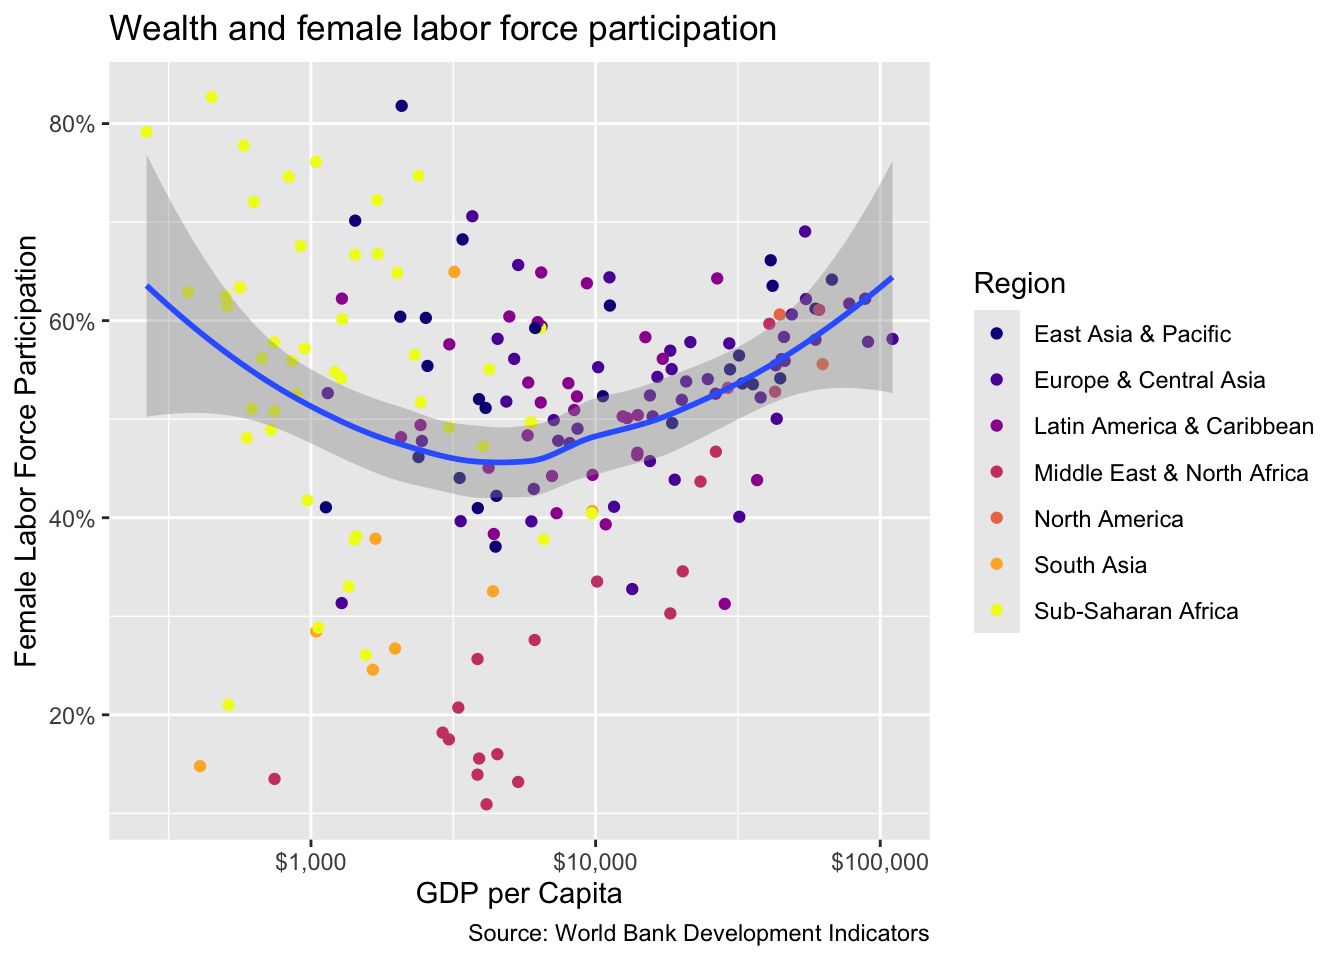 Wealth and female labor force participation
80%
60%
40%
20%
Female Labor Force Participation
$1,000
$10,000
$100,000
GDP per Capita
Region
East Asia & Pacific
Europe & Central Asia
Latin America & Caribbean
Middle East & North Africa
North America
South Asia
Sub-Saharan Africa
Source: World Bank Development Indicators